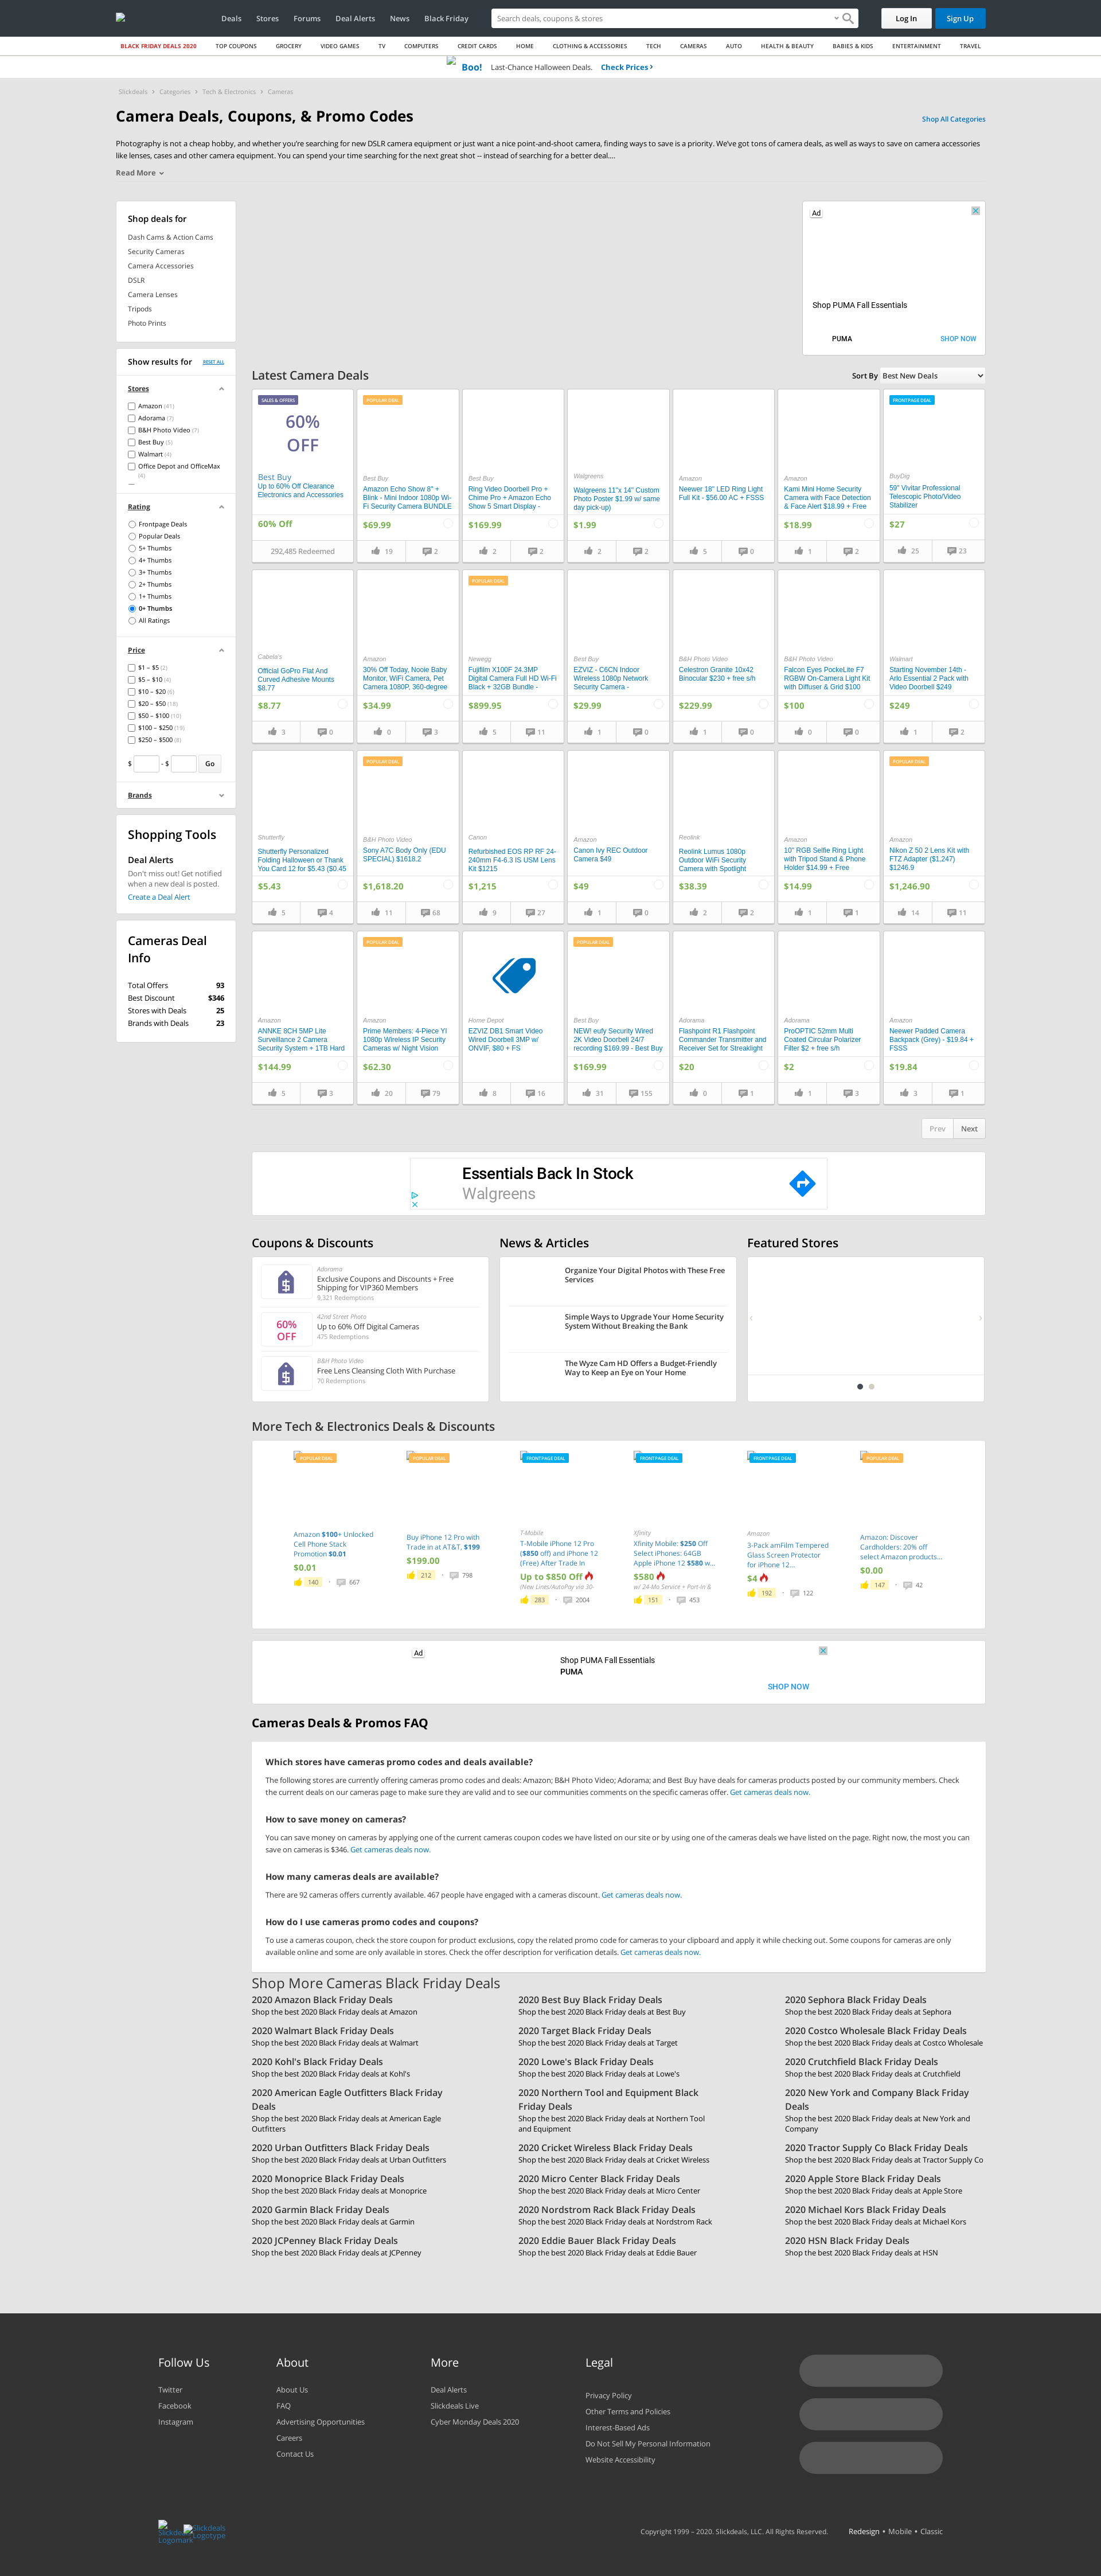 Deals Stores Forums Deal Alerts News Black Friday
Search deals, coupons & stores
Log In Sign Up
BLACK FRIDAY DEALS 2020 TOP COUPONS GROCERY VIDEO GAMES TV COMPUTERS CREDIT CARDS HOME CLOTHING & ACCESSORIES TECH CAMERAS AUTO HEALTH & BEAUTY BABIES & KIDS ENTERTAINMENT TRAVEL
Boo! Last-Chance Halloween Deals. Check Prices ›
Slickdeals › Categories › Tech & Electronics › Cameras
Camera Deals, Coupons, & Promo Codes
Shop All Categories
Photography is not a cheap hobby, and whether you're searching for new DSLR camera equipment or just want a nice point-and-shoot camera, finding ways to save is a priority. We've got tons of camera deals, as well as ways to save on camera accessories
like lenses, cases and other camera equipment. You can spend your time searching for the next great shot -- instead of searching for a better deal....
Read More
Shop deals for
Dash Cams & Action Cams
Security Cameras
Camera Accessories
DSLR
Camera Lenses
Tripods
Photo Prints
Show results for RESET ALL
Stores
Amazon (41)
Adorama (7)
B&H Photo Video (7)
Best Buy (5)
Walmart (4)
Office Depot and OfficeMax
(4)
Rating
Frontpage Deals
Popular Deals
5+ Thumbs
4+ Thumbs
3+ Thumbs
2+ Thumbs
1+ Thumbs
0+ Thumbs
All Ratings
Price
$1 – $5 (2)
$5 – $10 (4)
$10 – $20 (6)
$20 – $50 (18)
$50 – $100 (10)
$100 – $250 (19)
$250 – $500 (8)
$ - $ Go
Brands
Shopping Tools
Deal Alerts
Don't miss out! Get notified
when a new deal is posted.
Create a Deal Alert
Cameras Deal
Info
Total Offers 93
Best Discount $346
Stores with Deals 25
Brands with Deals 23
Ad
Shop PUMA Fall Essentials
PUMA SHOP NOW
Latest Camera Deals
Sort By Best New Deals
SALES & OFFERS
60%
OFF
Best Buy
Up to 60% Off Clearance
Electronics and Accessories
60% Off
292,485 Redeemed
POPULAR DEAL
Best Buy
Amazon Echo Show 8" +
Blink - Mini Indoor 1080p Wi-
Fi Security Camera BUNDLE
$69.99
19 2
Best Buy
Ring Video Doorbell Pro +
Chime Pro + Amazon Echo
Show 5 Smart Display -
$169.99
2 2
Walgreens
Walgreens 11"x 14" Custom
Photo Poster $1.99 w/ same
day pick-up)
$1.99
2 2
Amazon
Neewer 18" LED Ring Light
Full Kit - $56.00 AC + FSSS
5 0
Amazon
Kami Mini Home Security
Camera with Face Detection
& Face Alert $18.99 + Free
$18.99
1 2
FRONTPAGE DEAL
BuyDig
59" Vivitar Professional
Telescopic Photo/Video
Stabilizer
$27
25 23
Cabela's
Official GoPro Flat And
Curved Adhesive Mounts
$8.77
$8.77
3 0
Amazon
30% Off Today, Nooie Baby
Monitor, WiFi Camera, Pet
Camera 1080P, 360-degree
$34.99
0 3
POPULAR DEAL
Newegg
Fujifilm X100F 24.3MP
Digital Camera Full HD Wi-Fi
Black + 32GB Bundle -
$899.95
5 11
Best Buy
EZVIZ - C6CN Indoor
Wireless 1080p Network
Security Camera -
$29.99
1 0
B&H Photo Video
Celestron Granite 10x42
Binocular $230 + free s/h
$229.99
1 0
B&H Photo Video
Falcon Eyes PockeLite F7
RGBW On-Camera Light Kit
with Diffuser & Grid $100
$100
0 0
Walmart
Starting November 14th -
Arlo Essential 2 Pack with
Video Doorbell $249
$249
1 2
Shutterfly
Shutterfly Personalized
Folding Halloween or Thank
You Card 12 for $5.43 ($0.45
$5.43
5 4
POPULAR DEAL
B&H Photo Video
Sony A7C Body Only (EDU
SPECIAL) $1618.2
$1,618.20
11 68
Canon
Refurbished EOS RP RF 24-
240mm F4-6.3 IS USM Lens
Kit $1215
$1,215
9 27
Amazon
Canon Ivy REC Outdoor
Camera $49
$49
1 0
Reolink
Reolink Lumus 1080p
Outdoor WiFi Security
Camera with Spotlight
$38.39
2 2
Amazon
10" RGB Selfie Ring Light
with Tripod Stand & Phone
Holder $14.99 + Free
$14.99
1 1
POPULAR DEAL
Amazon
Nikon Z 50 2 Lens Kit with
FTZ Adapter ($1,247)
$1246.9
$1,246.90
14 11
Amazon
ANNKE 8CH 5MP Lite
Surveillance 2 Camera
Security System + 1TB Hard
$144.99
5 3
POPULAR DEAL
Amazon
Prime Members: 4-Piece YI
1080p Wireless IP Security
Cameras w/ Night Vision
$62.30
20 79
Home Depot
EZVIZ DB1 Smart Video
Wired Doorbell 3MP w/
ONVIF, $80 + FS
8 16
POPULAR DEAL
Best Buy
NEW! eufy Security Wired
2K Video Doorbell 24/7
recording $169.99 - Best Buy
$169.99
31 155
Adorama
Flashpoint R1 Flashpoint
Commander Transmitter and
Receiver Set for Streaklight
$20
0 1
Adorama
ProOPTIC 52mm Multi
Coated Circular Polarizer
Filter $2 + free s/h
$2
1 3
Amazon
Neewer Padded Camera
Backpack (Grey) - $19.84 +
FSSS
$19.84
3 1
Prev Next
Essentials Back In Stock
Walgreens
Coupons & Discounts
Adorama
Exclusive Coupons and Discounts + Free
Shipping for VIP360 Members
9,321 Redemptions
60%
OFF
42nd Street Photo
Up to 60% Off Digital Cameras
475 Redemptions
B&H Photo Video
Free Lens Cleansing Cloth With Purchase
70 Redemptions
News & Articles
Organize Your Digital Photos with These Free
Services
Simple Ways to Upgrade Your Home Security
System Without Breaking the Bank
The Wyze Cam HD Offers a Budget-Friendly
Way to Keep an Eye on Your Home
Featured Stores
More Tech & Electronics Deals & Discounts
POPULAR DEAL
Amazon $100+ Unlocked
Cell Phone Stack
Promotion $0.01
$0.01
140 · 667
POPULAR DEAL
Buy iPhone 12 Pro with
Trade in at AT&T, $199
$199.00
212 · 798
FRONTPAGE DEAL
T-Mobile
T-Mobile iPhone 12 Pro
($850 off) and iPhone 12
(Free) After Trade In
Up to $850 Off
(New Lines/AutoPay via 30-
283 · 2004
FRONTPAGE DEAL
Xfinity
Xfinity Mobile: $250 Off
Select iPhones: 64GB
Apple iPhone 12 $580 w...
$580
w/ 24-Mo Service + Port-In &
151 · 453
FRONTPAGE DEAL
Amazon
3-Pack amFilm Tempered
Glass Screen Protector
for iPhone 12...
$4
192 · 122
POPULAR DEAL
Amazon: Discover
Cardholders: 20% off
select Amazon products...
$0.00
147 · 42
Ad
Shop PUMA Fall Essentials
PUMA
SHOP NOW
Cameras Deals & Promos FAQ
Which stores have cameras promo codes and deals available?
The following stores are currently offering cameras promo codes and deals: Amazon; B&H Photo Video; Adorama; and Best Buy have deals for cameras products posted by our community members. Check
the current deals on our cameras page to make sure they are valid and to see our communities comments on the specific cameras offer. Get cameras deals now.
How to save money on cameras?
You can save money on cameras by applying one of the current cameras coupon codes we have listed on our site or by using one of the cameras deals we have listed on the page. Right now, the most you can
save on cameras is $346. Get cameras deals now.
How many cameras deals are available?
There are 92 cameras offers currently available. 467 people have engaged with a cameras discount. Get cameras deals now.
How do I use cameras promo codes and coupons?
To use a cameras coupon, check the store coupon for product exclusions, copy the related promo code for cameras to your clipboard and apply it while checking out. Some coupons for cameras are only
available online and some are only available in stores. Check the offer description for verification details. Get cameras deals now.
Shop More Cameras Black Friday Deals
2020 Amazon Black Friday Deals
Shop the best 2020 Black Friday deals at Amazon
2020 Best Buy Black Friday Deals
Shop the best 2020 Black Friday deals at Best Buy
2020 Sephora Black Friday Deals
Shop the best 2020 Black Friday deals at Sephora
2020 Walmart Black Friday Deals
Shop the best 2020 Black Friday deals at Walmart
2020 Target Black Friday Deals
Shop the best 2020 Black Friday deals at Target
2020 Costco Wholesale Black Friday Deals
Shop the best 2020 Black Friday deals at Costco Wholesale
2020 Kohl's Black Friday Deals
Shop the best 2020 Black Friday deals at Kohl's
2020 Lowe's Black Friday Deals
Shop the best 2020 Black Friday deals at Lowe's
2020 Crutchfield Black Friday Deals
Shop the best 2020 Black Friday deals at Crutchfield
2020 American Eagle Outfitters Black Friday
Deals
Shop the best 2020 Black Friday deals at American Eagle
Outfitters
2020 Northern Tool and Equipment Black
Friday Deals
Shop the best 2020 Black Friday deals at Northern Tool
and Equipment
2020 New York and Company Black Friday
Deals
Shop the best 2020 Black Friday deals at New York and
Company
2020 Urban Outfitters Black Friday Deals
Shop the best 2020 Black Friday deals at Urban Outfitters
2020 Cricket Wireless Black Friday Deals
Shop the best 2020 Black Friday deals at Cricket Wireless
2020 Tractor Supply Co Black Friday Deals
Shop the best 2020 Black Friday deals at Tractor Supply Co
2020 Monoprice Black Friday Deals
Shop the best 2020 Black Friday deals at Monoprice
2020 Micro Center Black Friday Deals
Shop the best 2020 Black Friday deals at Micro Center
2020 Apple Store Black Friday Deals
Shop the best 2020 Black Friday deals at Apple Store
2020 Garmin Black Friday Deals
Shop the best 2020 Black Friday deals at Garmin
2020 Nordstrom Rack Black Friday Deals
Shop the best 2020 Black Friday deals at Nordstrom Rack
2020 Michael Kors Black Friday Deals
Shop the best 2020 Black Friday deals at Michael Kors
2020 JCPenney Black Friday Deals
Shop the best 2020 Black Friday deals at JCPenney
2020 Eddie Bauer Black Friday Deals
Shop the best 2020 Black Friday deals at Eddie Bauer
2020 HSN Black Friday Deals
Shop the best 2020 Black Friday deals at HSN
Follow Us
Twitter
Facebook
Instagram
About
About Us
FAQ
Advertising Opportunities
Careers
Contact Us
More
Deal Alerts
Slickdeals Live
Cyber Monday Deals 2020
Legal
Privacy Policy
Other Terms and Policies
Interest-Based Ads
Do Not Sell My Personal Information
Website Accessibility
Slickdeals
Logotype
Logomark
Copyright 1999 – 2020. Slickdeals, LLC. All Rights Reserved. Redesign • Mobile • Classic